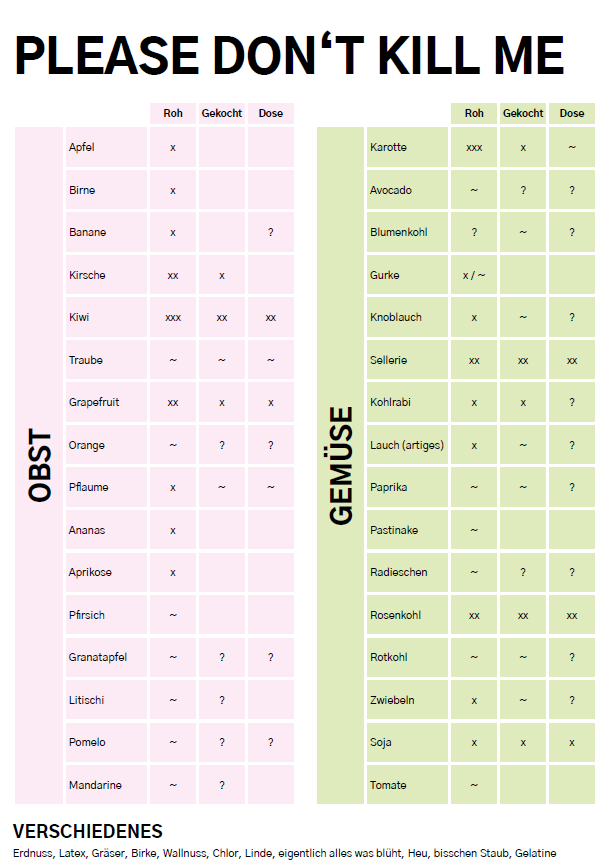 PLEASE DON‘T KILL ME
Roh Gekocht Dose
OBST
Apfel x
Birne x
Banane x ?
Kirsche xx x
Kiwi xxx xx xx
Traube ~ ~ ~
Grapefruit xx x x
Orange ~ ? ?
Pflaume x ~ ~
Ananas x
Aprikose x
Pfirsich ~
Granatapfel ~ ? ?
Litischi ~ ?
Pomelo ~ ? ?
Mandarine ~ ?
Roh Gekocht Dose
GEMÜSE
Karotte xxx x ~
Avocado ~ ? ?
Blumenkohl ? ~ ?
Gurke x / ~
Knoblauch x ~ ?
Sellerie xx xx xx
Kohlrabi x x ?
Lauch (artiges) x ~ ?
Paprika ~ ~ ?
Pastinake ~
Radieschen ~ ? ?
Rosenkohl xx xx xx
Rotkohl ~ ~ ?
Zwiebeln x ~ ?
Soja x x x
Tomate ~
VERSCHIEDENES
Erdnuss, Latex, Gräser, Birke, Wallnuss, Chlor, Linde, eigentlich alles was blüht, Heu, bisschen Staub, Gelatine